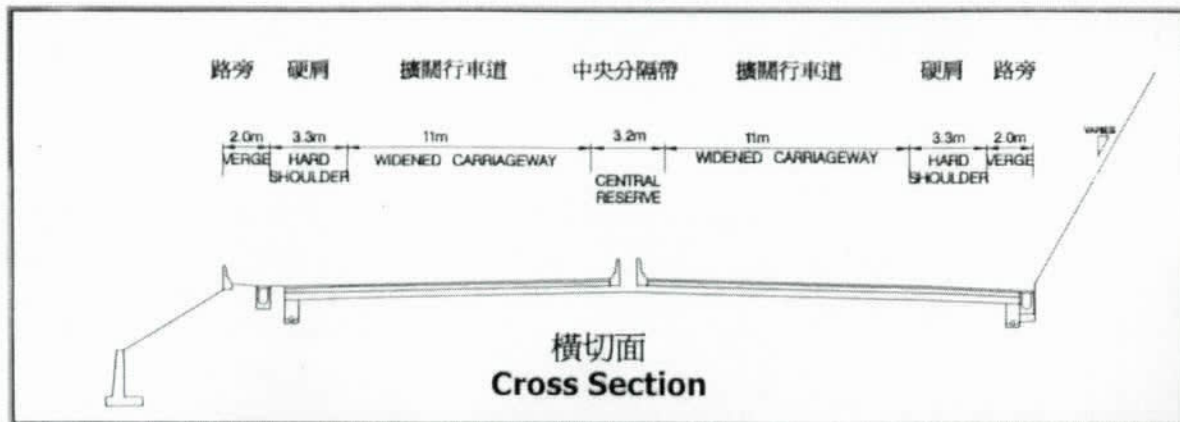 路旁 硬肩 擴闊行車道 中央分隔帶 擴闊行車道 硬肩 路旁
2.0m 3.3m 11m 3.2m 11m 3.3m 2.0m
VERGE HARD SHOULDER WIDENED CARRIAGEWAY CENTRAL RESERVE WIDENED CARRIAGEWAY HARD SHOULDER VERGE
VARIES
橫切面
Cross Section